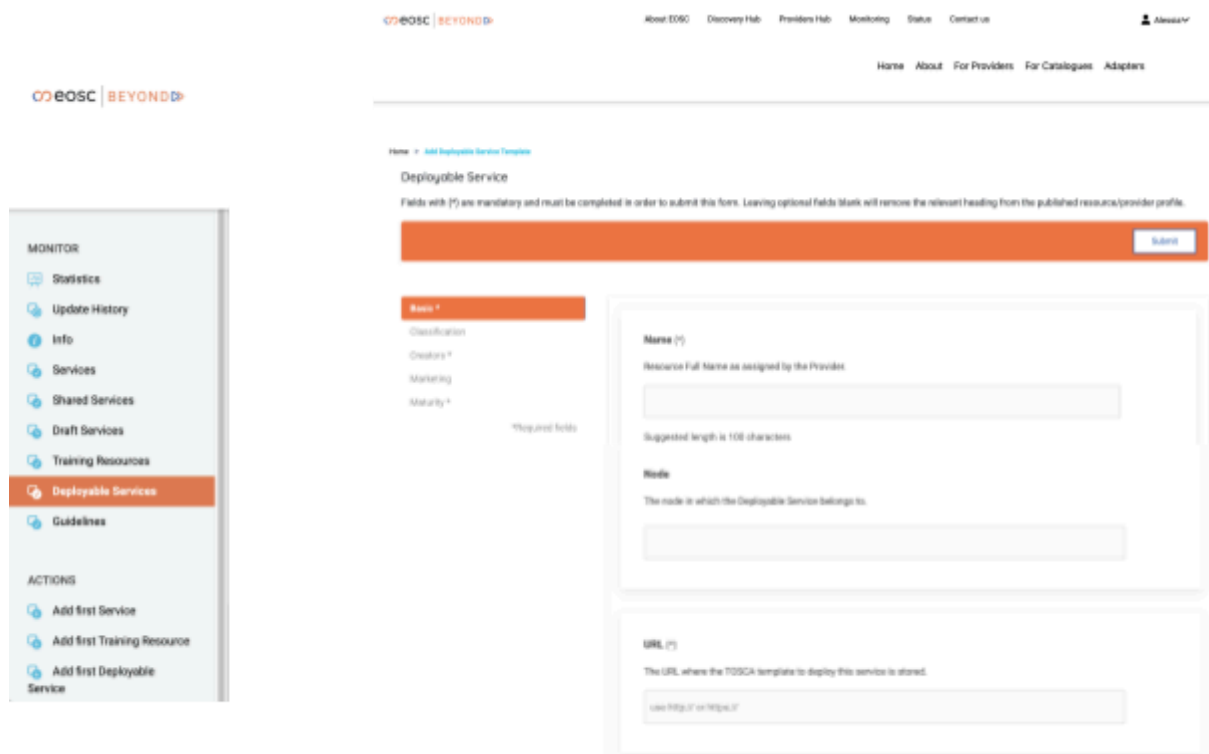 eosc BEYOND
MONITOR
Statistics
Update History
Info
Services
Shared Services
Draft Services
Training Resources
Deployable Services
Guidelines
ACTIONS
Add first Service
Add first Training Resource
Add first Deployable
Service
eosc BEYOND
About EOSC Discovery Hub Providers Hub Monitoring Status Contact us Alessia
Home About For Providers For Catalogues Adapters
Home > Add Deployable Service Template
Deployable Service
Fields with (*) are mandatory and must be completed in order to submit this form. Leaving optional fields blank will remove the relevant heading from the published resource/provider profile.
Submit
Basic *
Classification
Creators *
Marketing
Maturity *
*Required fields
Name (*)
Resource Full Name as assigned by the Provider.
Suggested length is 100 characters
Node
The node in which the Deployable Service belongs to.
URL (*)
The URL where the TOSCA template to deploy this service is stored.
use http:// or https://